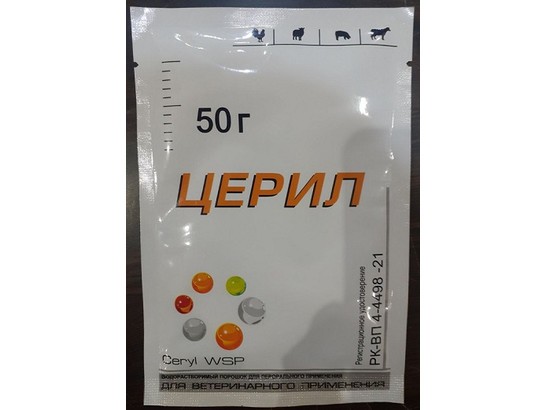 50 г
ЦЕРИЛ
Регистрационное удостоверение
РК-ВП 4-4498 -21
Ceryl WSP
ВОДОРАСТВОРИМЫЙ ПОРОШОК ДЛЯ ПЕРОРАЛЬНОГО ПРИМЕНЕНИЯ
ДЛЯ ВЕТЕРИНАРНОГО ПРИМЕНЕНИЯ